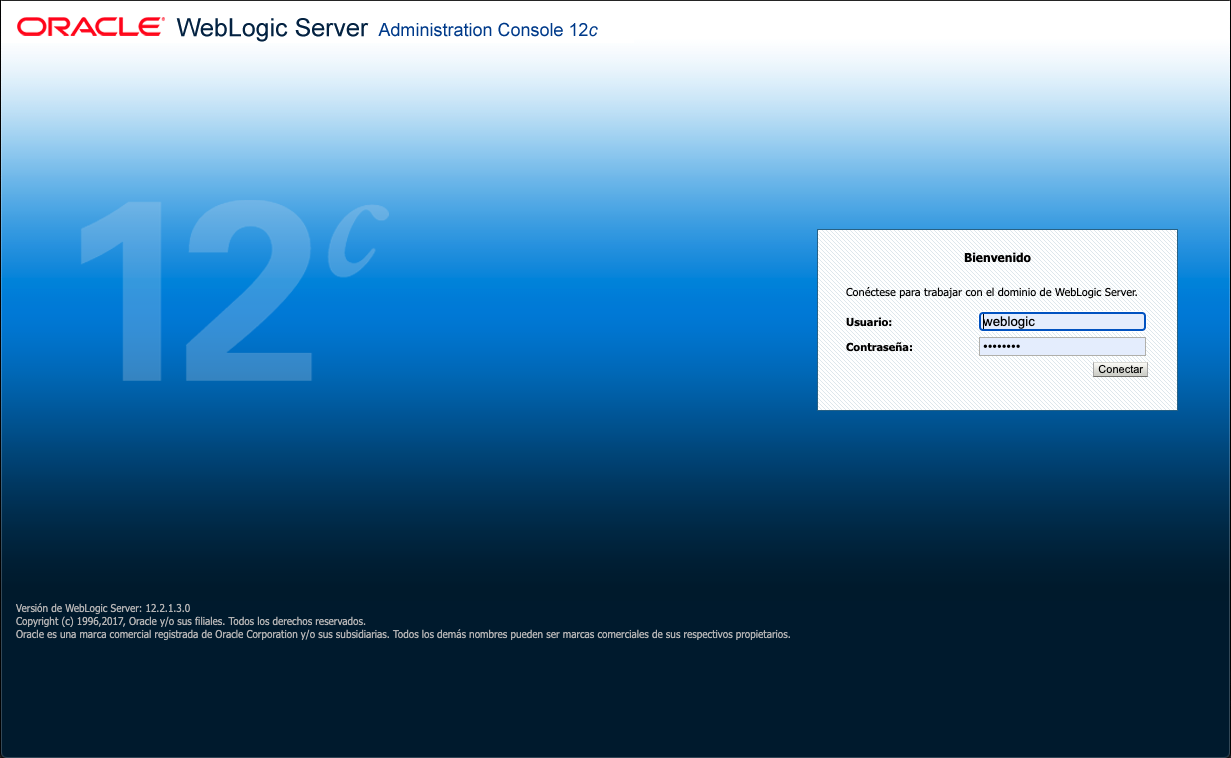 ORACLE® WebLogic Server Administration Console 12c
12c
Bienvenido
Conéctese para trabajar con el dominio de WebLogic Server.
Usuario: weblogic
Contraseña: ••••••••
Conectar
Versión de WebLogic Server: 12.2.1.3.0
Copyright (c) 1996,2017, Oracle y/o sus filiales. Todos los derechos reservados.
Oracle es una marca comercial registrada de Oracle Corporation y/o sus subsidiarias. Todos los demás nombres pueden ser marcas comerciales de sus respectivos propietarios.